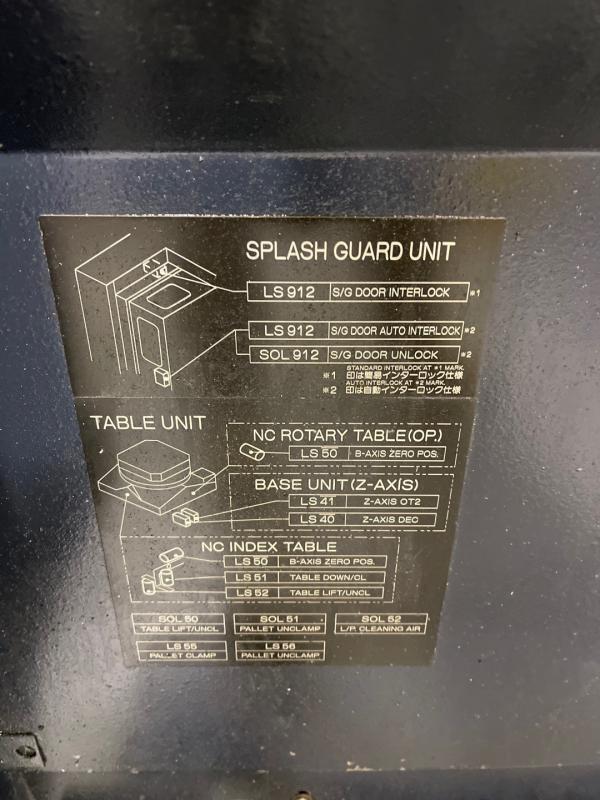 SPLASH GUARD UNIT
LS 912 S/G DOOR INTERLOCK ※1
LS 912 S/G DOOR AUTO INTERLOCK ※2
SOL 912 S/G DOOR UNLOCK ※2
STANDARD INTERLOCK AT ※1 MARK.
※1 印は簡易インターロック仕様
AUTO INTERLOCK AT ※2 MARK.
※2 印は自動インターロック仕様
TABLE UNIT
NC ROTARY TABLE(OP.)
LS 50 B-AXIS ZERO POS.
BASE UNIT(Z-AXIS)
LS 41 Z-AXIS OT2
LS 40 Z-AXIS DEC
NC INDEX TABLE
LS 50 B-AXIS ZERO POS.
LS 51 TABLE DOWN/CL
LS 52 TABLE LIFT/UNCL
SOL 50 SOL 51 SOL 52
TABLE LIFT/UNCL PALLET UNCLAMP L/P. CLEANING AIR
LS 55 LS 56
PALLET CLAMP PALLET UNCLAMP